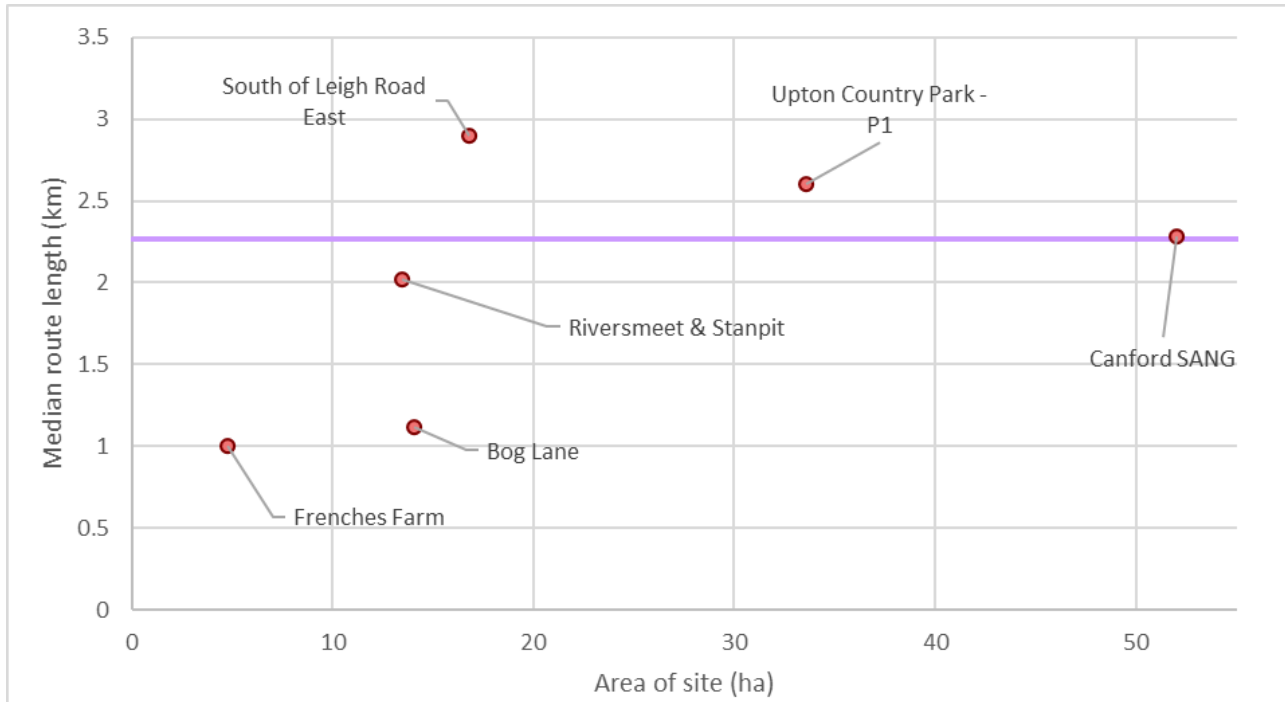 3.5
3
2.5
2
1.5
1
0.5
0
Median route length (km)
South of Leigh Road
East
Upton Country Park -
P1
Riversmeet & Stanpit
Canford SANG
Bog Lane
Frenches Farm
0
10
20
30
40
50
Area of site (ha)